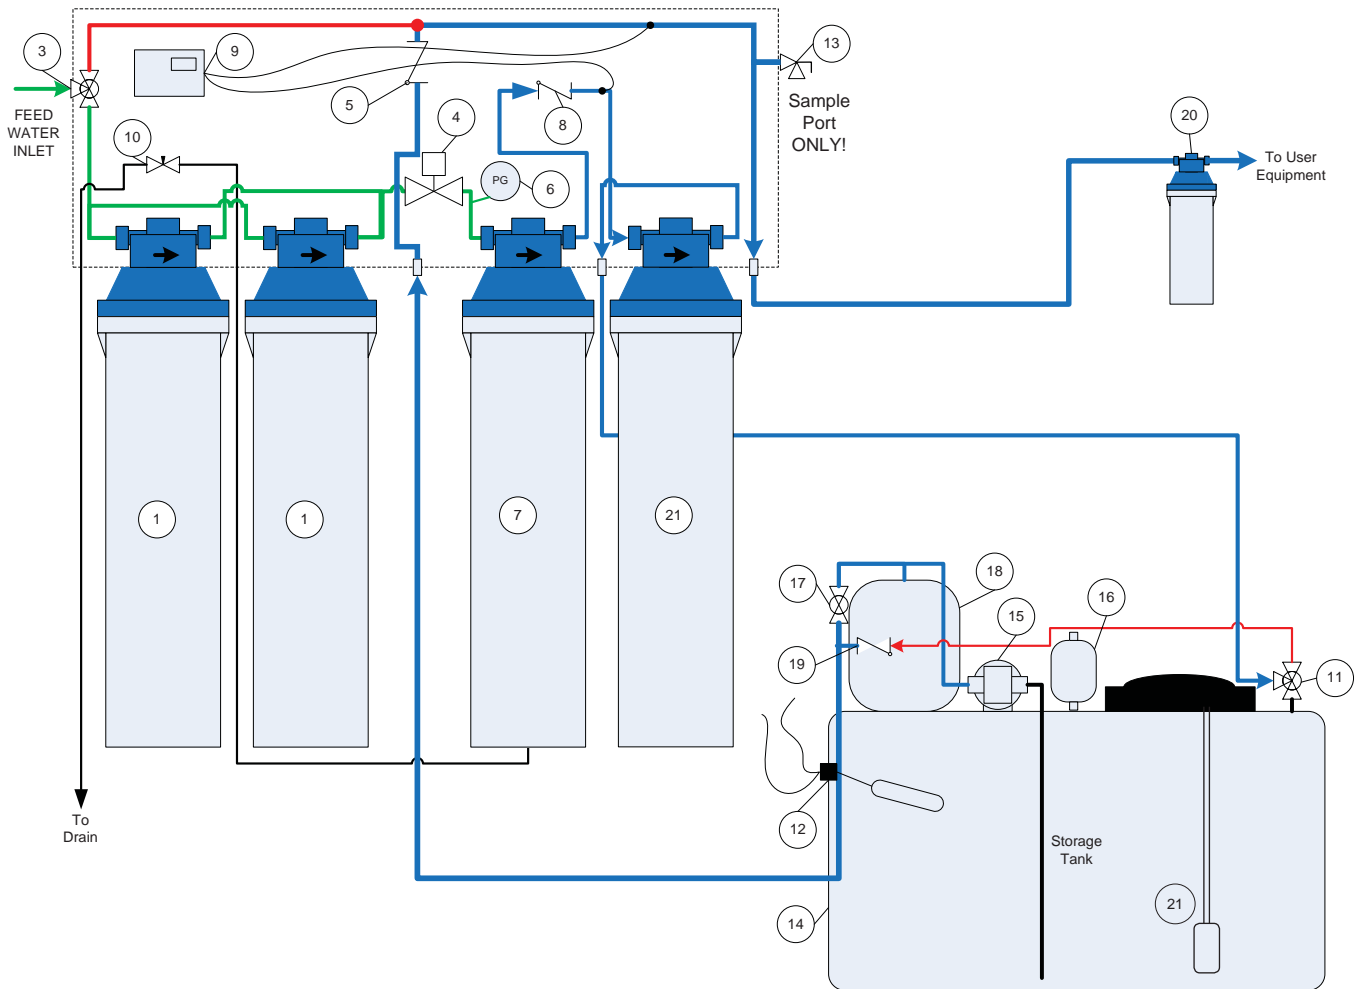 3
9
5
4
13
20
FEED
WATER
INLET
10
8
Sample
Port
ONLY!
To User
Equipment
PG
6
1
1
7
21
17
18
15
16
19
11
12
To
Drain
Storage
Tank
14
21